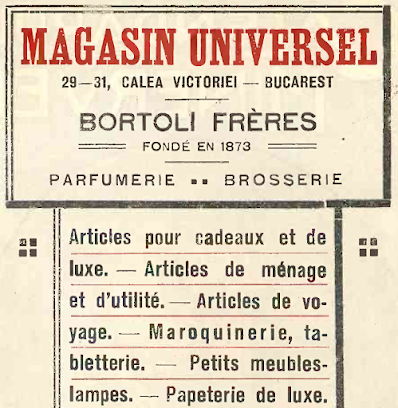 MAGASIN UNIVERSEL
29—31, CALEA VICTORIEI — BUCAREST
BORTOLI FRÈRES
FONDÉ EN 1873
PARFUMERIE ▪▪ BROSSERIE
Articles pour cadeaux et de
luxe. — Articles de ménage
et d'utilité. — Articles de vo-
yage. — Maroquinerie, ta-
bletterie. — Petits meubles-
lampes. — Papeterie de luxe.